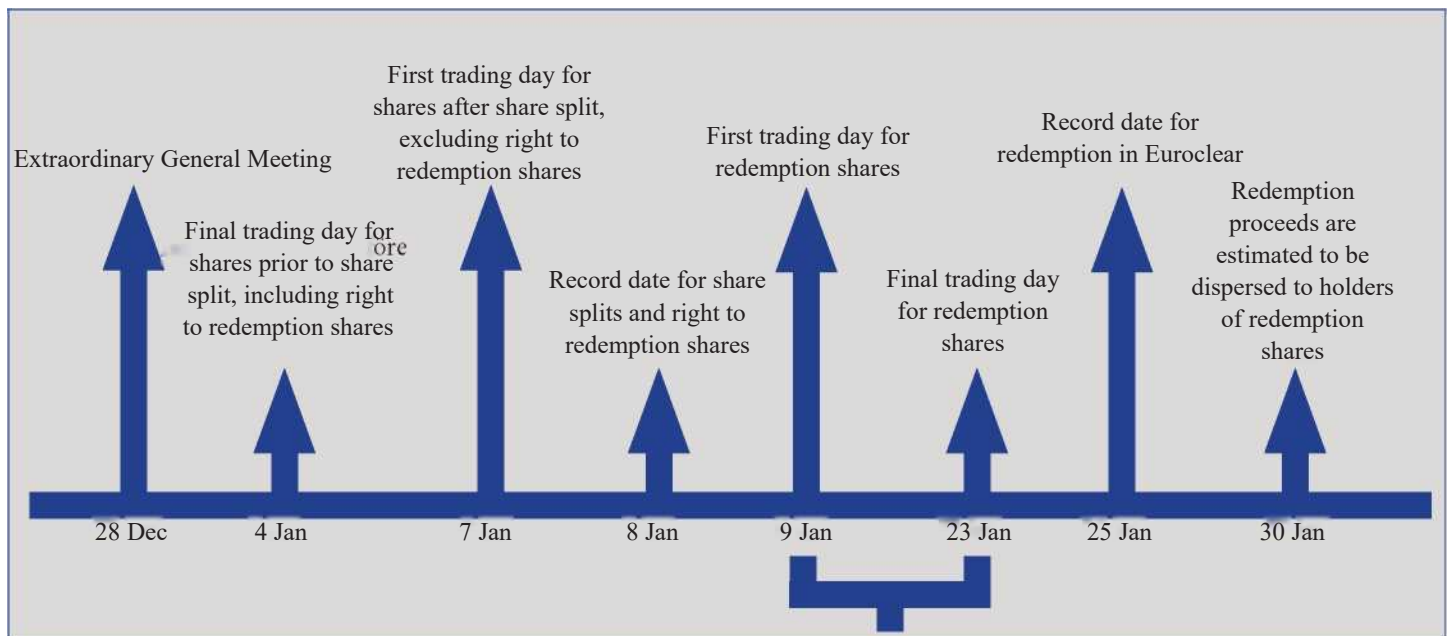 Extraordinary General Meeting
Final trading day for
shares prior to share
split, including right
to redemption shares
ore
First trading day for
shares after share split,
excluding right to
redemption shares
Record date for share
splits and right to
redemption shares
First trading day for
redemption shares
Final trading day
for redemption
shares
Record date for
redemption in Euroclear
Redemption
proceeds are
estimated to be
dispersed to holders
of redemption
shares
28 Dec
4 Jan
7 Jan
8 Jan
9 Jan
23 Jan
25 Jan
30 Jan